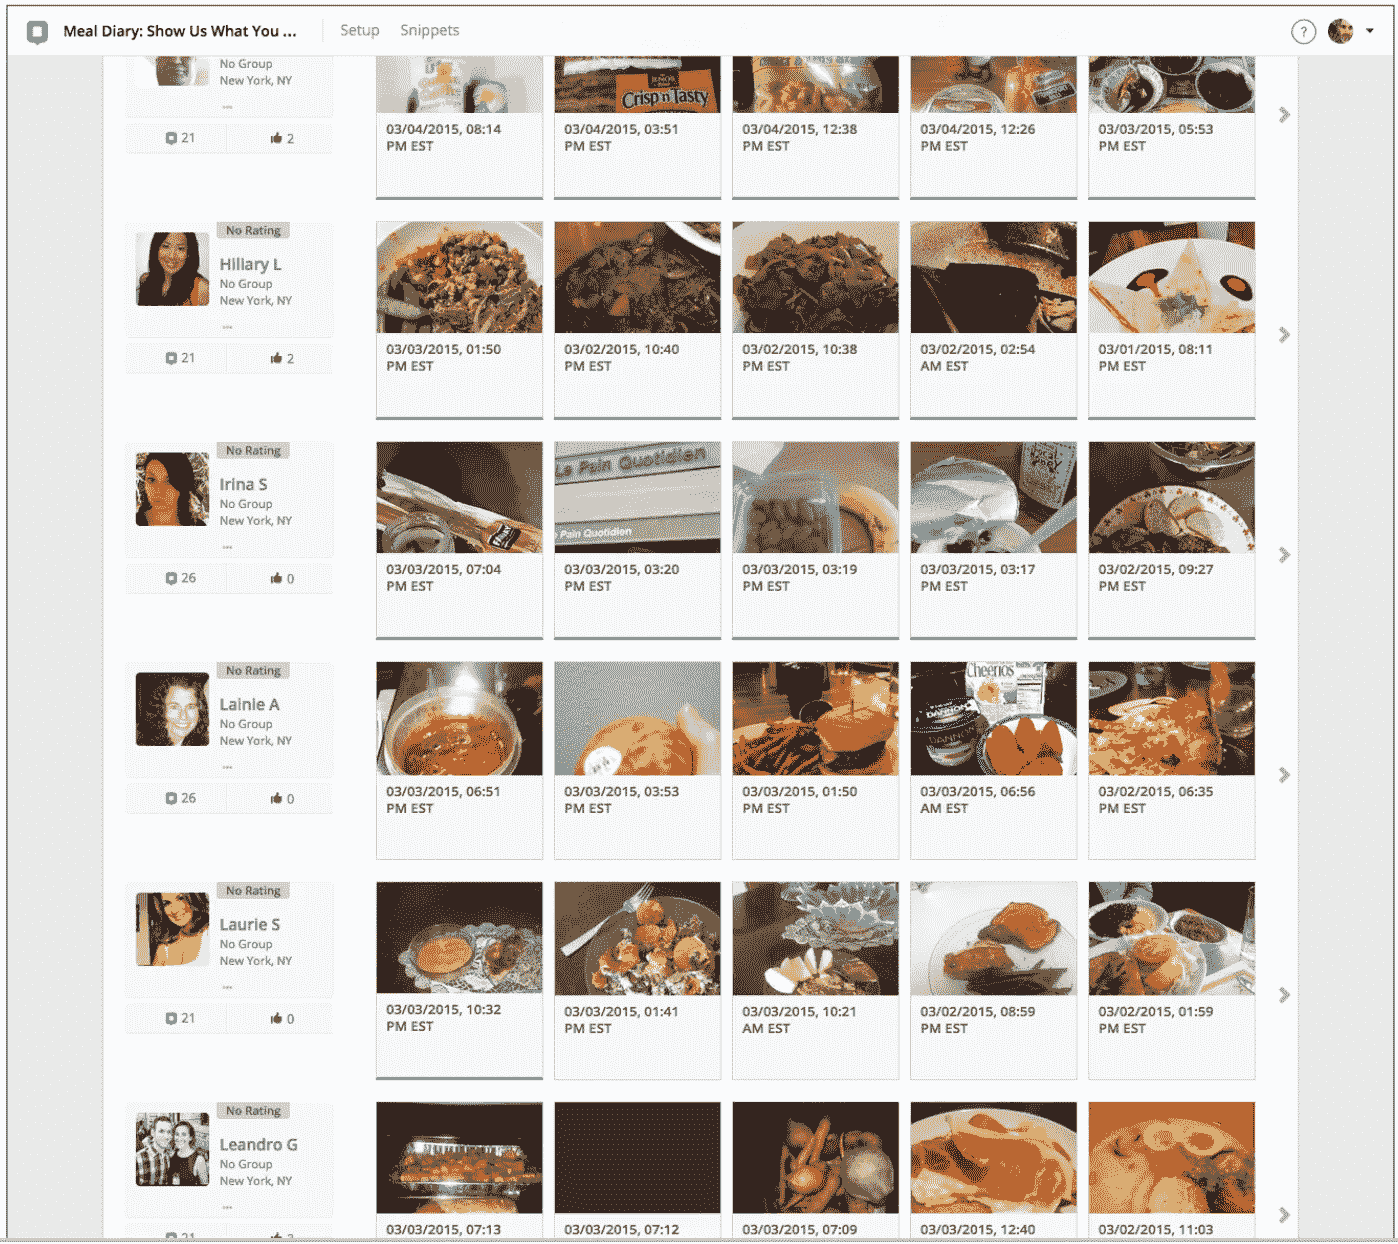 Meal Diary: Show Us What You ... Setup Snippets ?
No Group
New York, NY
...
21 2
Crisp'n Tasty
03/04/2015, 08:14
PM EST
03/04/2015, 03:51
PM EST
03/04/2015, 12:38
PM EST
03/04/2015, 12:26
PM EST
03/03/2015, 05:53
PM EST
No Rating
Hillary L
No Group
New York, NY
...
21 2
03/03/2015, 01:50
PM EST
03/02/2015, 10:40
PM EST
03/02/2015, 10:38
PM EST
03/02/2015, 02:54
AM EST
03/01/2015, 08:11
PM EST
No Rating
Irina S
No Group
New York, NY
...
26 0
03/03/2015, 07:04
PM EST
Le Pain Quotidien
Pain Quotidien
03/03/2015, 03:20
PM EST
03/03/2015, 03:19
PM EST
03/03/2015, 03:17
PM EST
03/02/2015, 09:27
PM EST
No Rating
Lainie A
No Group
New York, NY
...
26 0
03/03/2015, 06:51
PM EST
03/03/2015, 03:53
PM EST
03/03/2015, 01:50
PM EST
Cheerios
DANNON
DANNON
03/03/2015, 06:56
AM EST
03/02/2015, 06:35
PM EST
No Rating
Laurie S
No Group
New York, NY
...
21 0
03/03/2015, 10:32
PM EST
03/03/2015, 01:41
PM EST
03/03/2015, 10:21
AM EST
03/02/2015, 08:59
PM EST
03/02/2015, 01:59
PM EST
No Rating
Leandro G
No Group
New York, NY
...
21 2
03/03/2015, 07:13
03/03/2015, 07:12
03/03/2015, 07:09
03/03/2015, 12:40
03/02/2015, 11:03